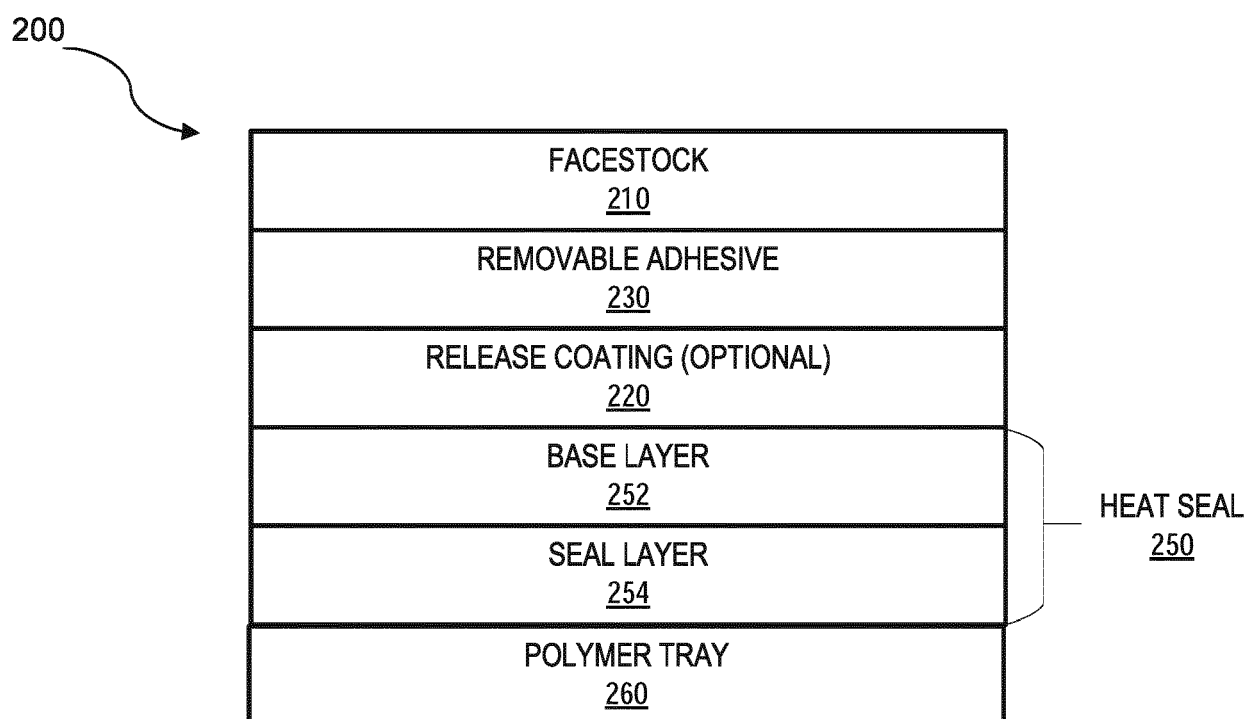 200
FACESTOCK
210
REMOVABLE ADHESIVE
230
RELEASE COATING (OPTIONAL)
220
BASE LAYER
252
HEAT SEAL
250
SEAL LAYER
254
POLYMER TRAY
260